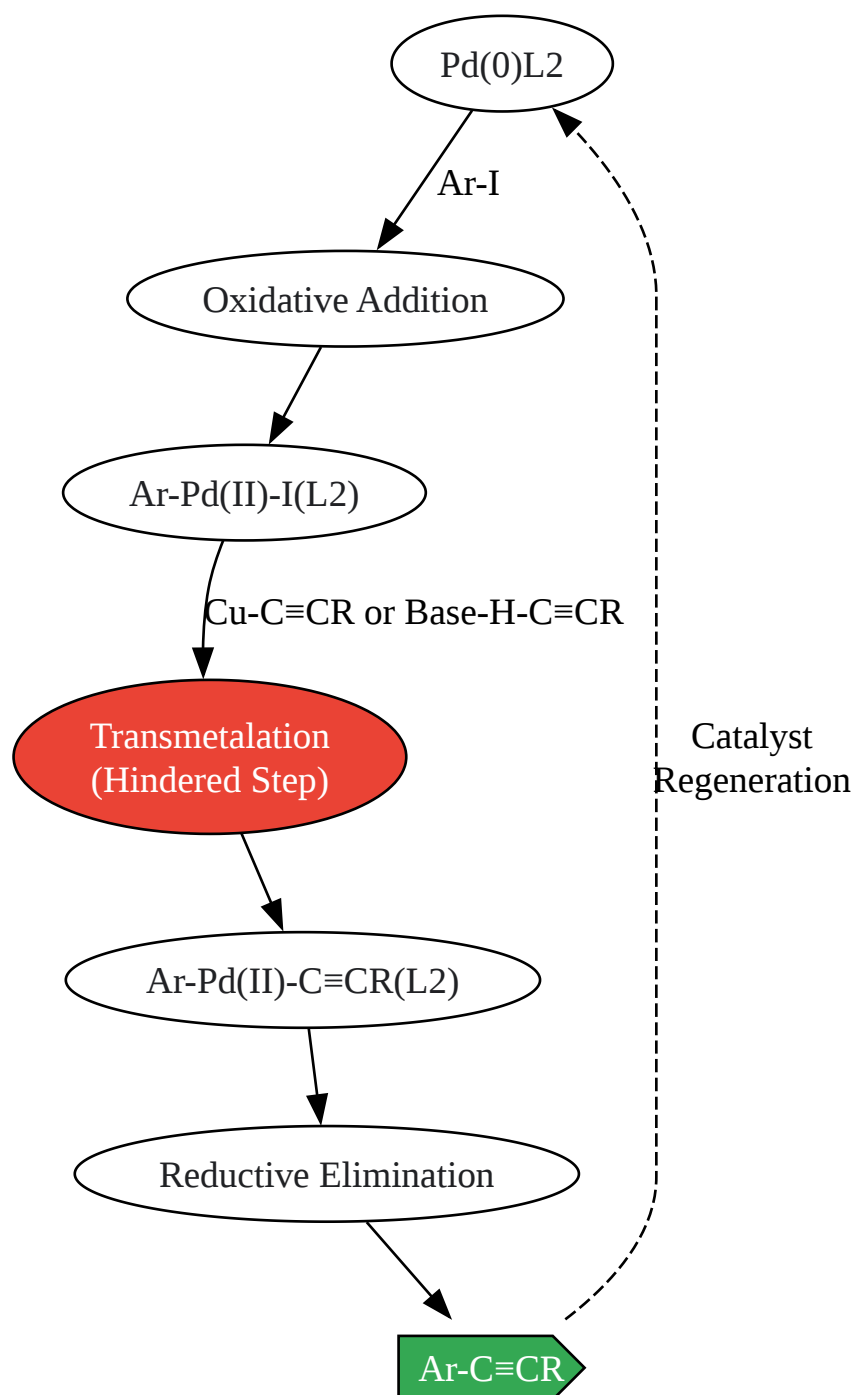 Pd(0)L2
Ar-I
Oxidative Addition
Ar-Pd(II)-I(L2)
Cu-C≡CR or Base-H-C≡CR
Transmetalation
(Hindered Step)
Catalyst
Regeneration
Ar-Pd(II)-C≡CR(L2)
Reductive Elimination
Ar-C≡CR